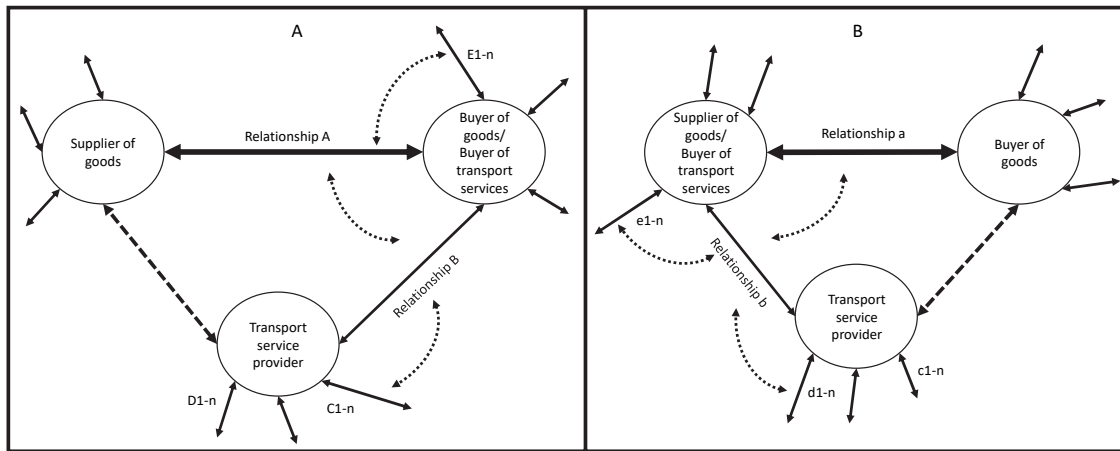 A
E1-n
Supplier of
goods
Relationship A
Buyer of
goods/
Buyer of
transport
services
Relationship B
Transport
service
provider
D1-n
C1-n
B
Supplier of
goods/
Buyer of
transport
services
Relationship a
Buyer of
goods
e1-n
Relationship b
Transport
service
provider
d1-n
c1-n